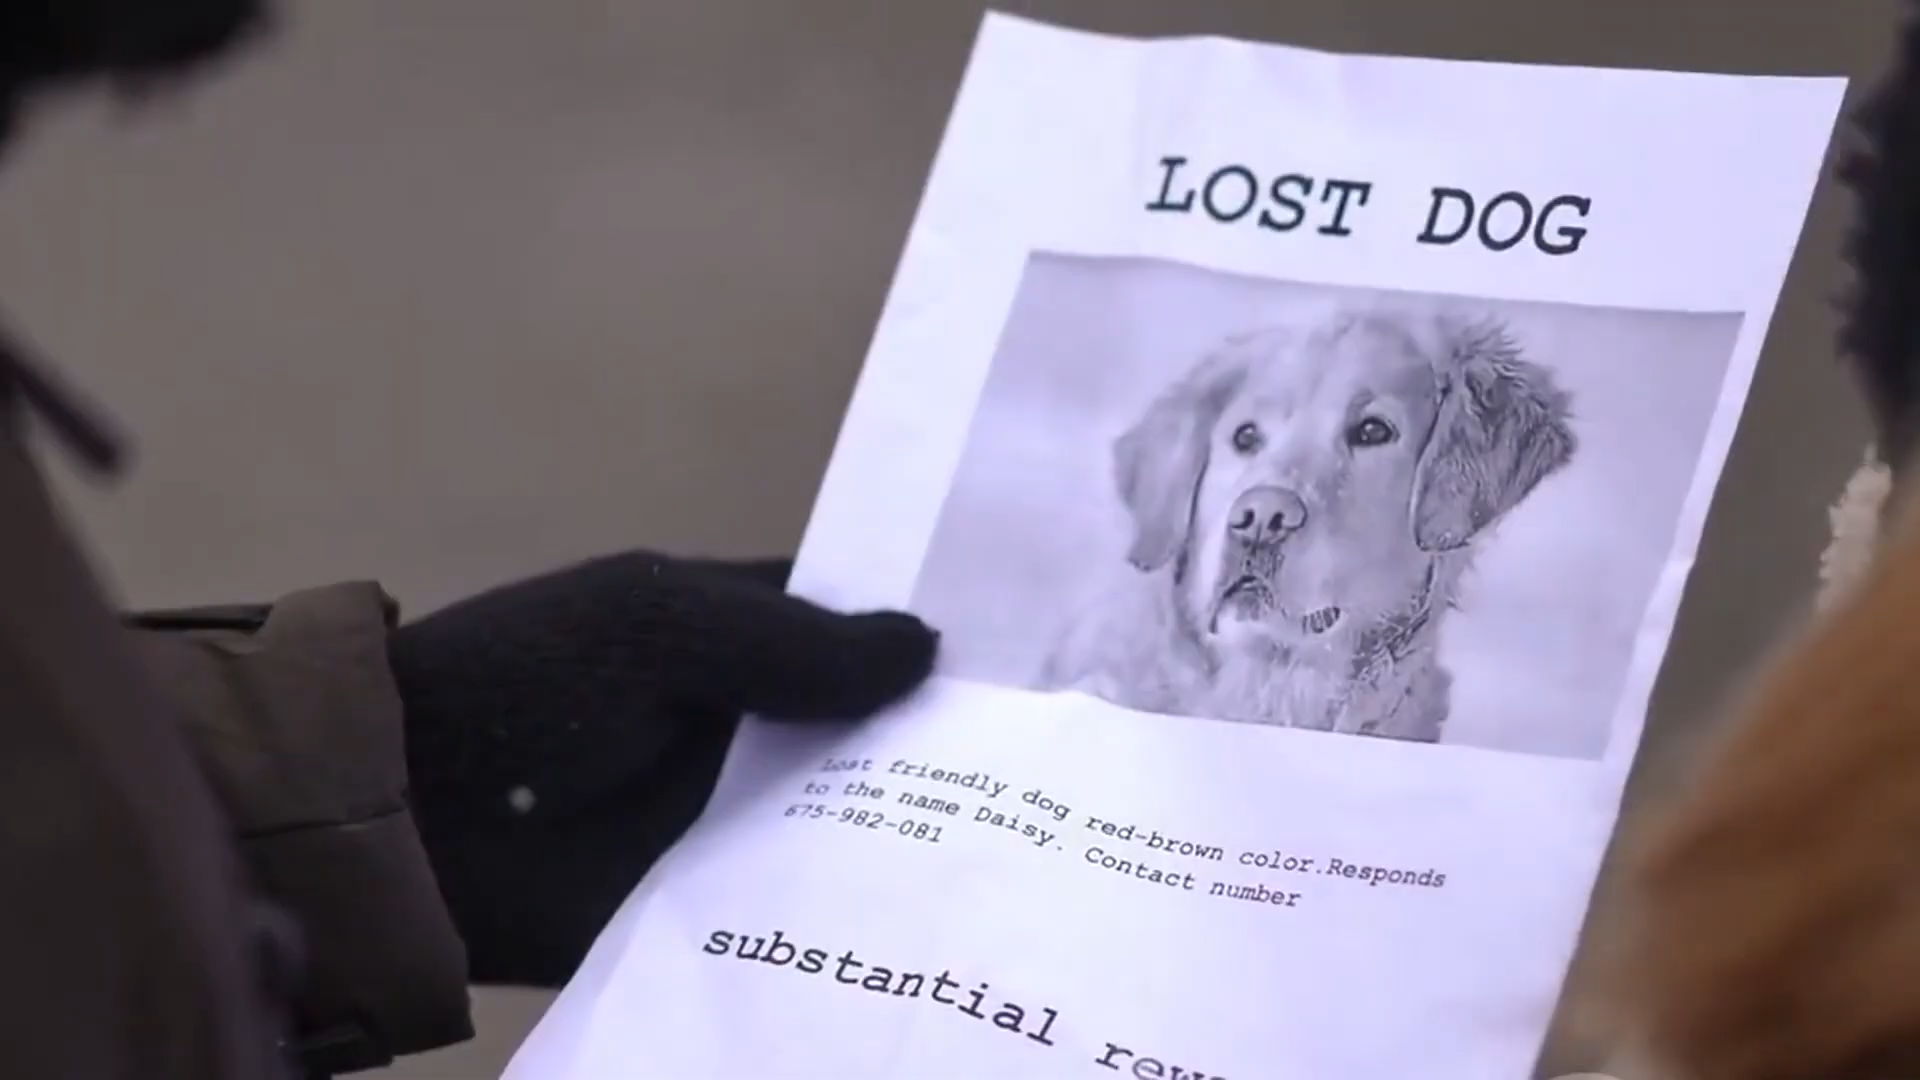 LOST DOG
Lost friendly dog red-brown color.Responds
to the name Daisy. Contact number
675-982-081
substantial